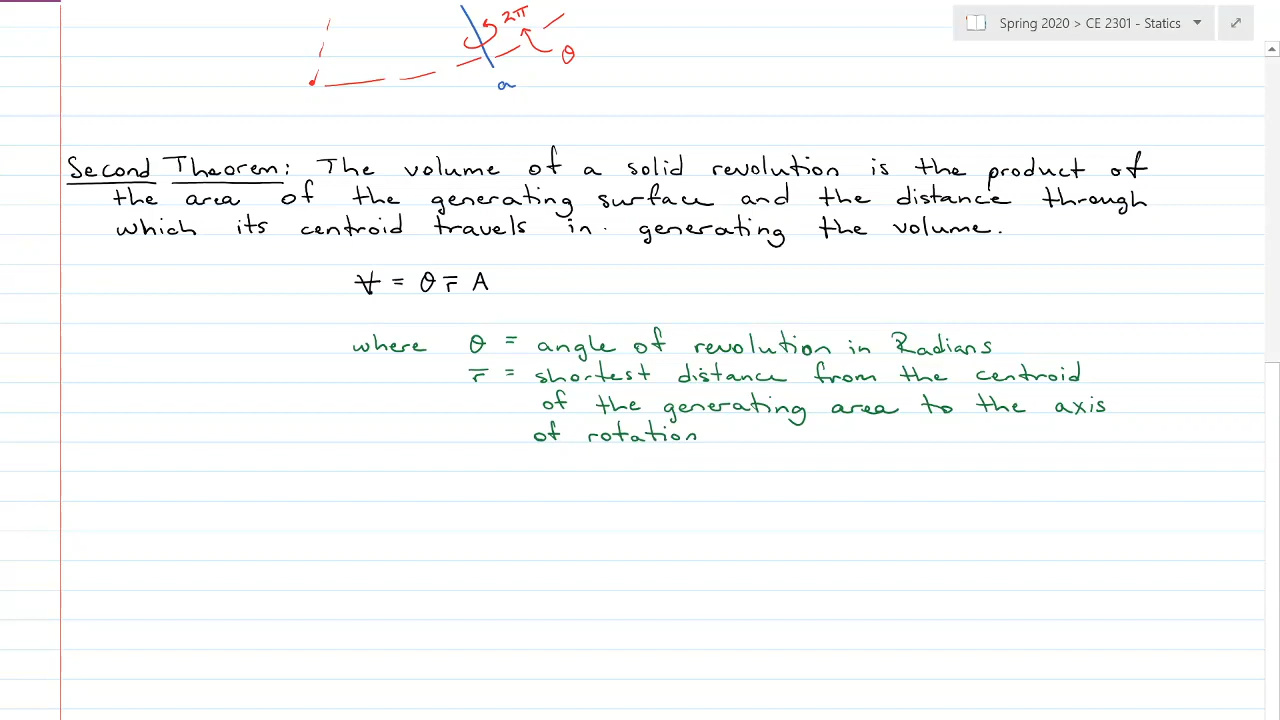 Spring 2020 > CE 2301 - Statics
2π
θ
a
Second Theorem: The volume of a solid revolution is the product of
the area of the generating surface and the distance through
which its centroid travels in generating the volume.
V = θ r̄ A
where θ = angle of revolution in Radians
r̄ = shortest distance from the centroid
of the generating area to the axis
of rotation